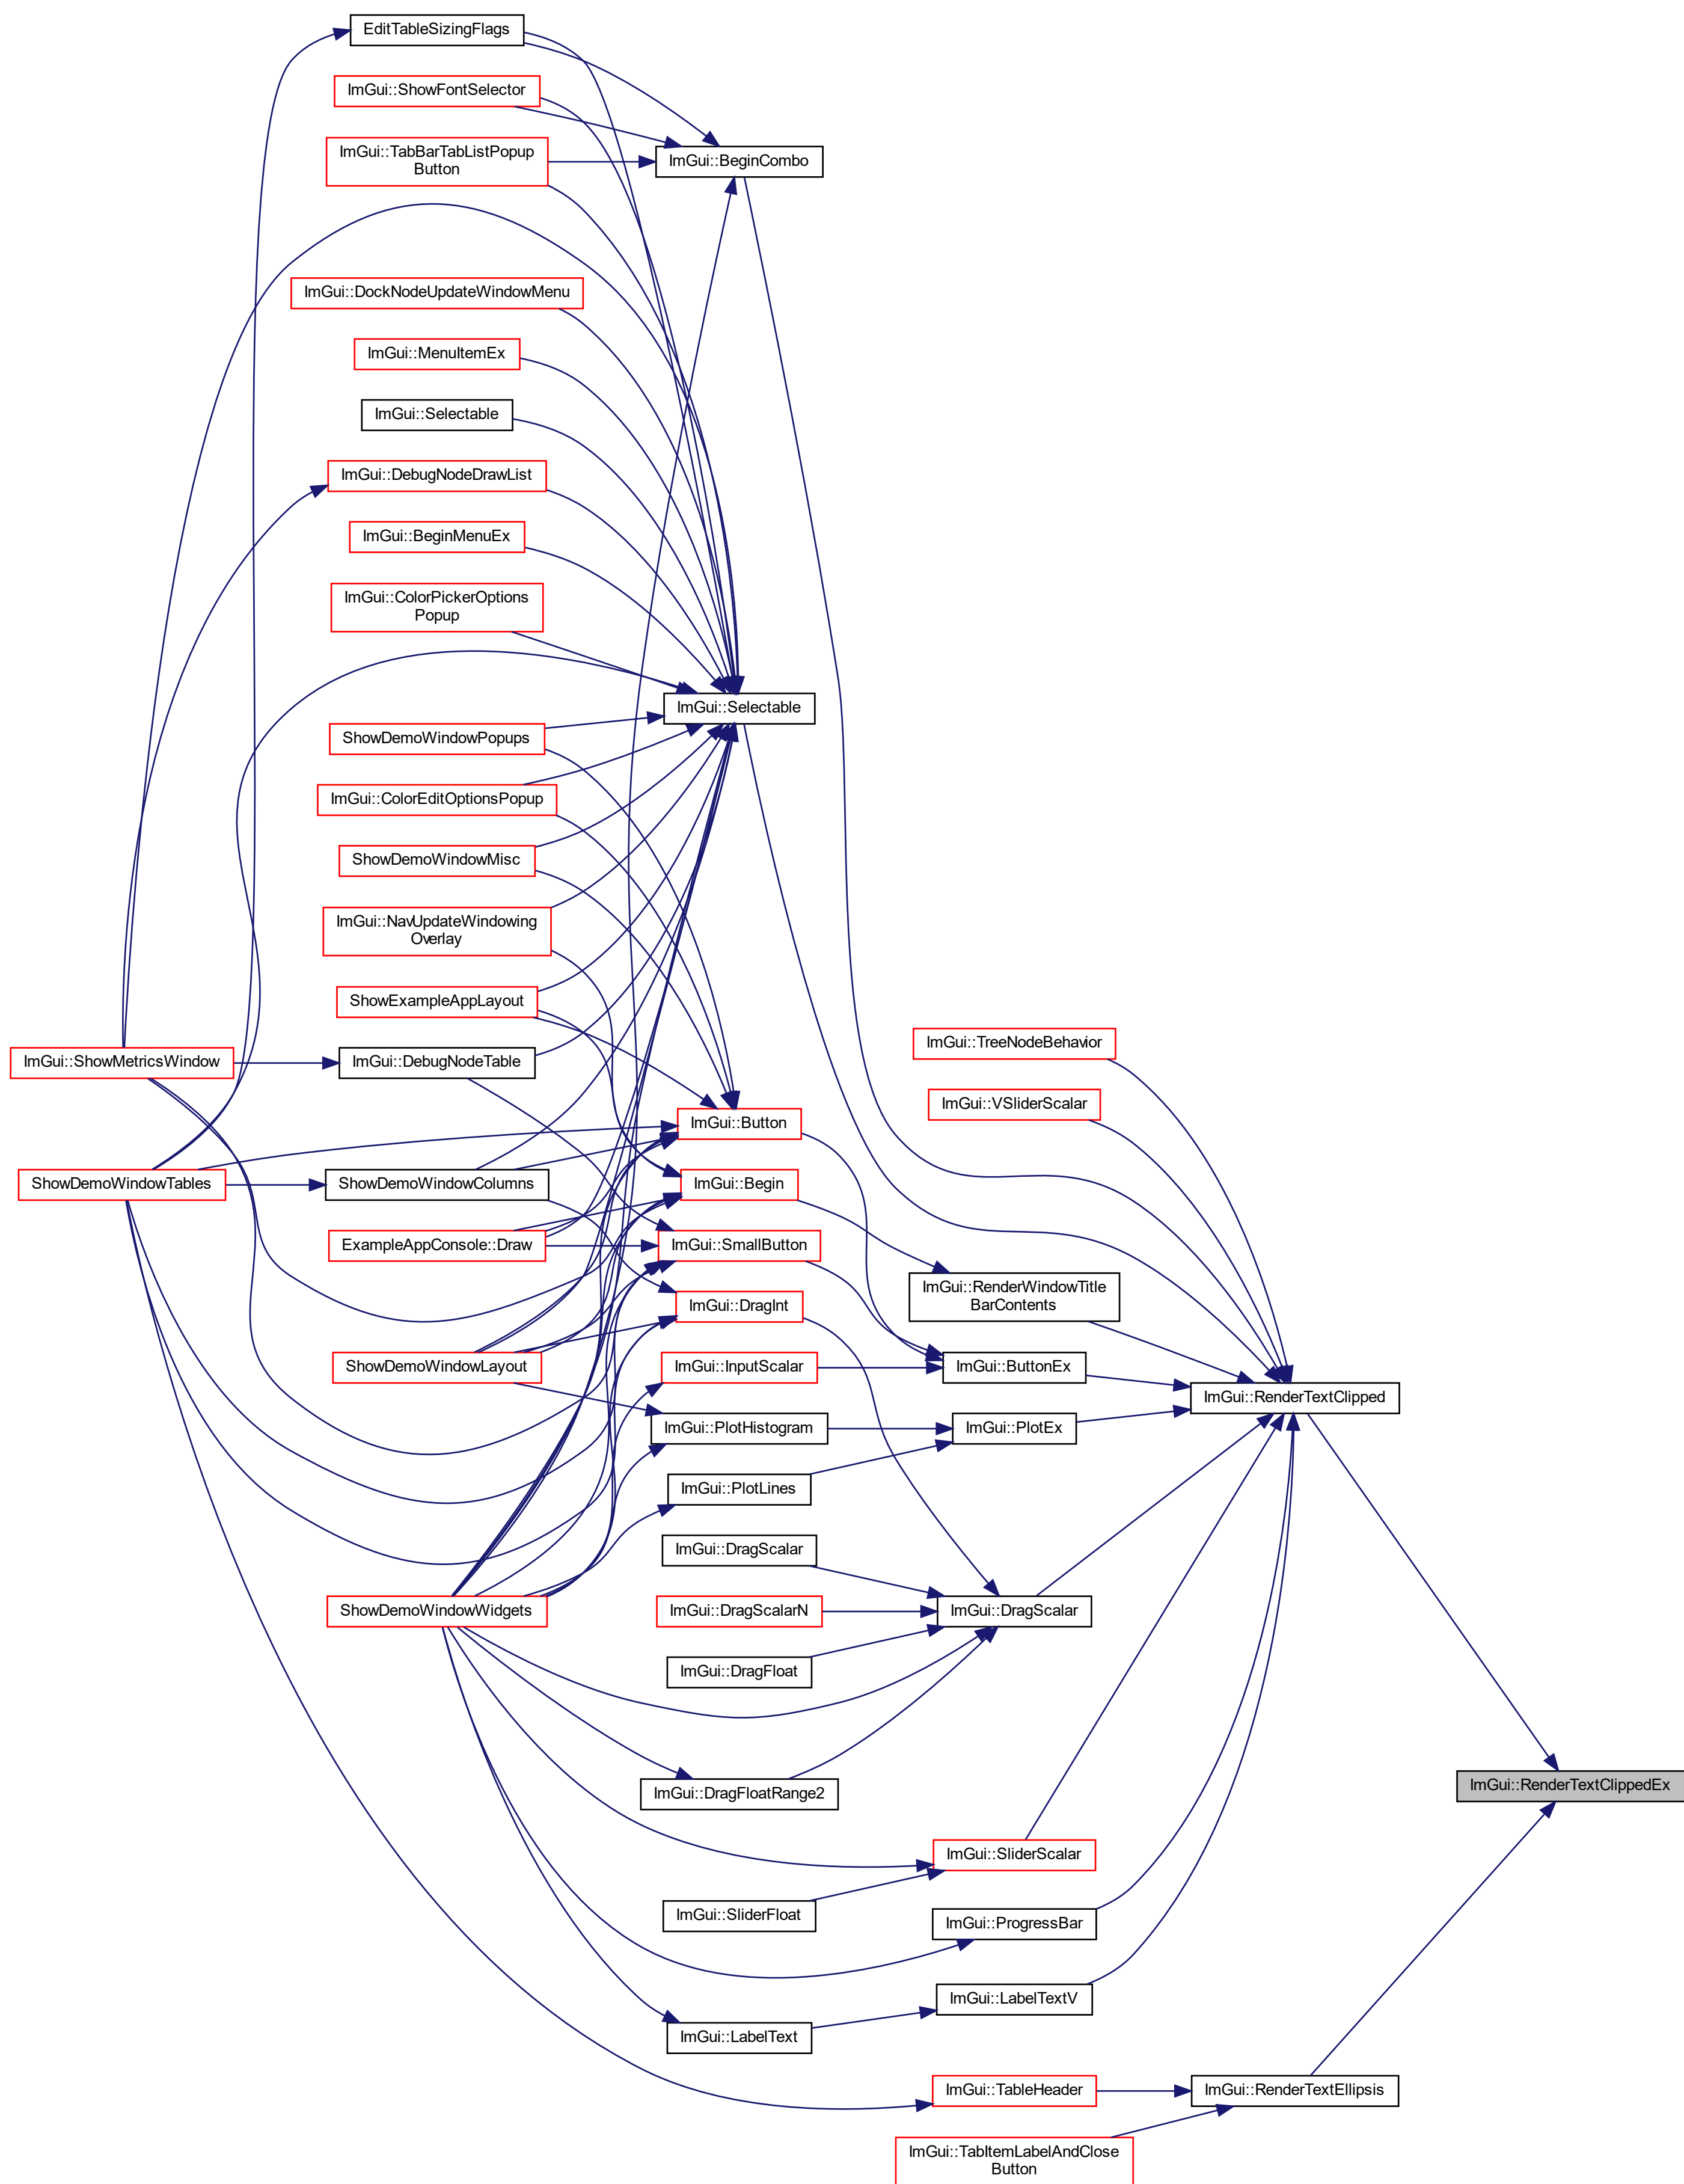 EditTableSizingFlags
ImGui::ShowFontSelector
ImGui::TabBarTabListPopup
Button
ImGui::BeginCombo
ImGui::DockNodeUpdateWindowMenu
ImGui::MenuItemEx
ImGui::Selectable
ImGui::DebugNodeDrawList
ImGui::BeginMenuEx
ImGui::ColorPickerOptions
Popup
ImGui::Selectable
ShowDemoWindowPopups
ImGui::ColorEditOptionsPopup
ShowDemoWindowMisc
ImGui::NavUpdateWindowing
Overlay
ShowExampleAppLayout
ImGui::TreeNodeBehavior
ImGui::ShowMetricsWindow
ImGui::DebugNodeTable
ImGui::VSliderScalar
ImGui::Button
ShowDemoWindowTables
ShowDemoWindowColumns
ImGui::Begin
ExampleAppConsole::Draw
ImGui::SmallButton
ImGui::RenderWindowTitle
BarContents
ImGui::DragInt
ShowDemoWindowLayout
ImGui::InputScalar
ImGui::ButtonEx
ImGui::RenderTextClipped
ImGui::PlotHistogram
ImGui::PlotEx
ImGui::PlotLines
ImGui::DragScalar
ShowDemoWindowWidgets
ImGui::DragScalarN
ImGui::DragScalar
ImGui::DragFloat
ImGui::DragFloatRange2
ImGui::RenderTextClippedEx
ImGui::SliderScalar
ImGui::SliderFloat
ImGui::ProgressBar
ImGui::LabelTextV
ImGui::LabelText
ImGui::TableHeader
ImGui::RenderTextEllipsis
ImGui::TabItemLabelAndClose
Button